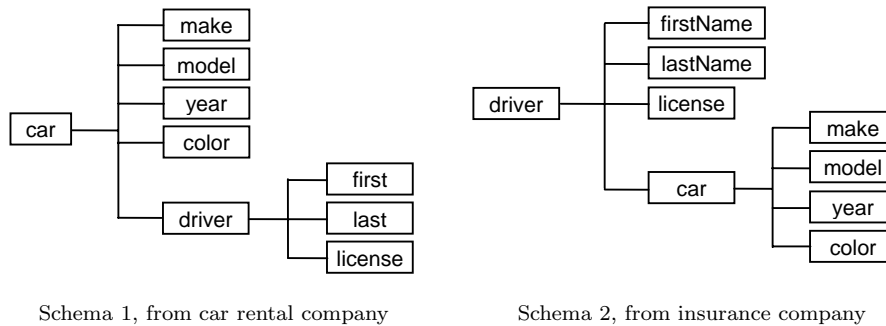 make
model
year
car
color
driver
first
last
license
Schema 1, from car rental company
firstName
lastName
driver
license
car
make
model
year
color
Schema 2, from insurance company